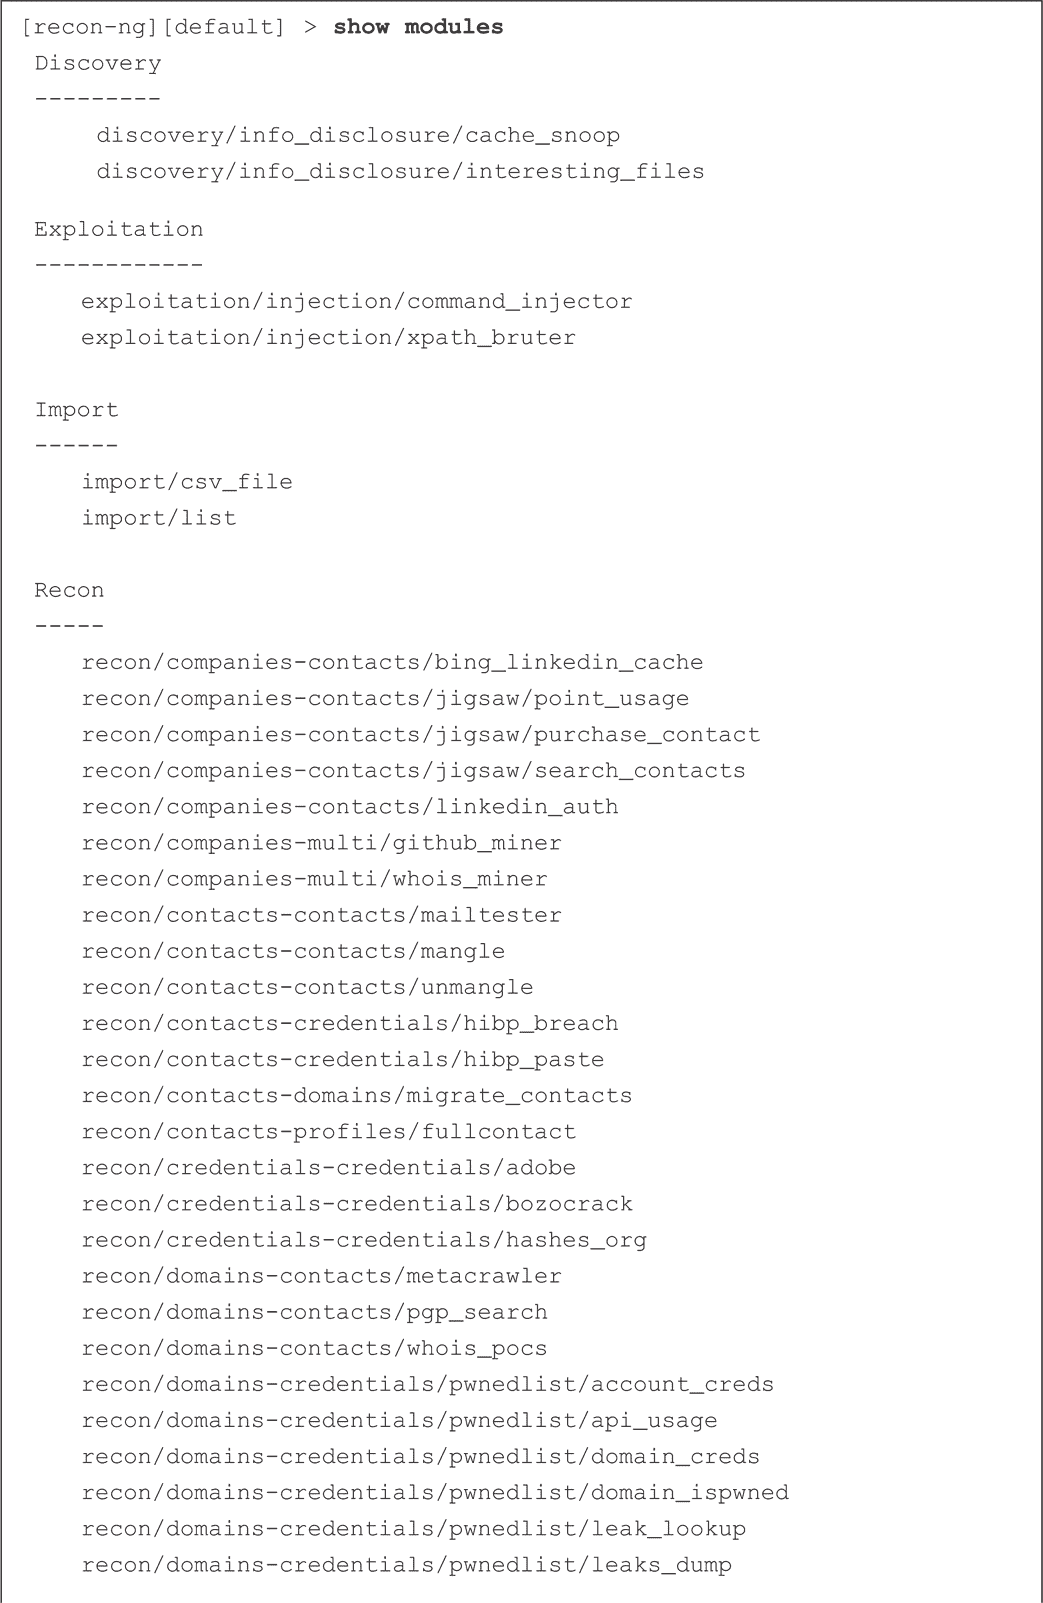 [recon-ng][default] > show modules
Discovery
---------
discovery/info_disclosure/cache_snoop
discovery/info_disclosure/interesting_files
Exploitation
------------
exploitation/injection/command_injector
exploitation/injection/xpath_bruter
Import
------
import/csv_file
import/list
Recon
-----
recon/companies-contacts/bing_linkedin_cache
recon/companies-contacts/jigsaw/point_usage
recon/companies-contacts/jigsaw/purchase_contact
recon/companies-contacts/jigsaw/search_contacts
recon/companies-contacts/linkedin_auth
recon/companies-multi/github_miner
recon/companies-multi/whois_miner
recon/contacts-contacts/mailtester
recon/contacts-contacts/mangle
recon/contacts-contacts/unmangle
recon/contacts-credentials/hibp_breach
recon/contacts-credentials/hibp_paste
recon/contacts-domains/migrate_contacts
recon/contacts-profiles/fullcontact
recon/credentials-credentials/adobe
recon/credentials-credentials/bozocrack
recon/credentials-credentials/hashes_org
recon/domains-contacts/metacrawler
recon/domains-contacts/pgp_search
recon/domains-contacts/whois_pocs
recon/domains-credentials/pwnedlist/account_creds
recon/domains-credentials/pwnedlist/api_usage
recon/domains-credentials/pwnedlist/domain_creds
recon/domains-credentials/pwnedlist/domain_ispwned
recon/domains-credentials/pwnedlist/leak_lookup
recon/domains-credentials/pwnedlist/leaks_dump